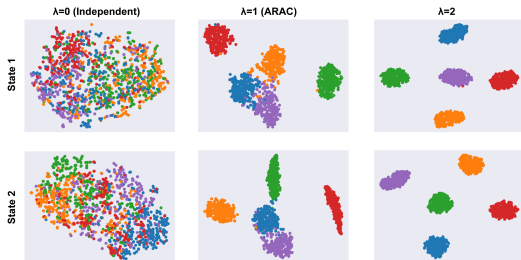 λ=0 (Independent)
λ=1 (ARAC)
λ=2
State 1
State 2